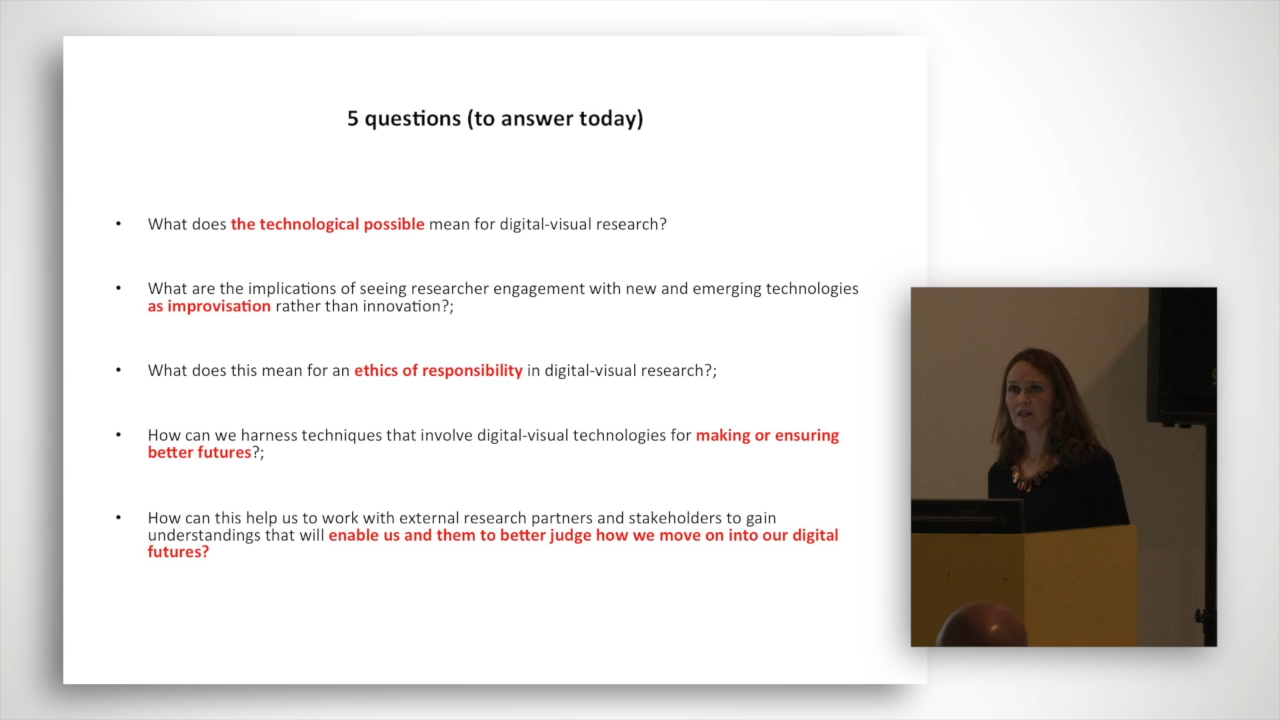 5 questions (to answer today)
• What does the technological possible mean for digital-visual research?
• What are the implications of seeing researcher engagement with new and emerging technologies
as improvisation rather than innovation?;
• What does this mean for an ethics of responsibility in digital-visual research?;
• How can we harness techniques that involve digital-visual technologies for making or ensuring
better futures?;
• How can this help us to work with external research partners and stakeholders to gain
understandings that will enable us and them to better judge how we move on into our digital
futures?